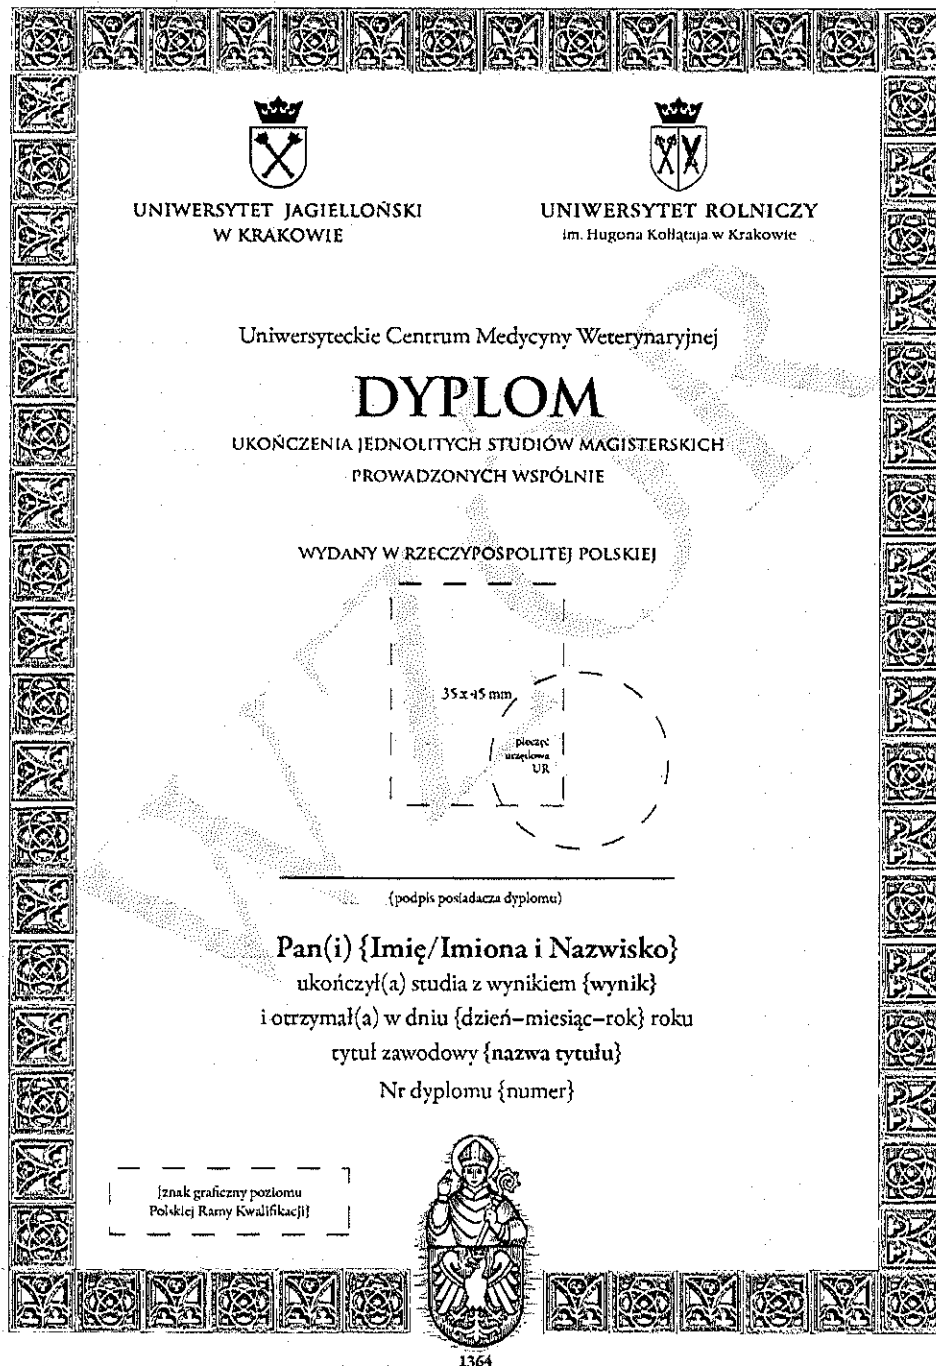 UNIWERSYTET JAGIELLOŃSKI
W KRAKOWIE
UNIWERSYTET ROLNICZY
im. Hugona Kołłątaja w Krakowie
Uniwersyteckie Centrum Medycyny Weterynaryjnej
DYPLOM
UKOŃCZENIA JEDNOLITYCH STUDIÓW MAGISTERSKICH
PROWADZONYCH WSPÓLNIE
WYDANY W RZECZYPOSPOLITEJ POLSKIEJ
35 x 45 mm
pieczęć
urzędowa
UR
(podpis posiadacza dyplomu)
Pan(i) {Imię/Imiona i Nazwisko}
ukończył(a) studia z wynikiem {wynik}
i otrzymał(a) w dniu {dzień–miesiąc–rok} roku
tytuł zawodowy {nazwa tytułu}
Nr dyplomu {numer}
{znak graficzny poziomu
Polskiej Ramy Kwalifikacji}
1364
WZÓR